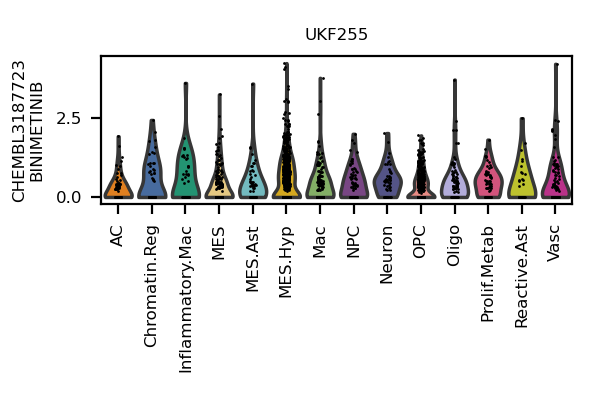 UKF255
CHEMBL3187723
BINIMETINIB
2.5
0.0
AC
Chromatin.Reg
Inflammatory.Mac
MES
MES.Ast
MES.Hyp
Mac
NPC
Neuron
OPC
Oligo
Prolif.Metab
Reactive.Ast
Vasc